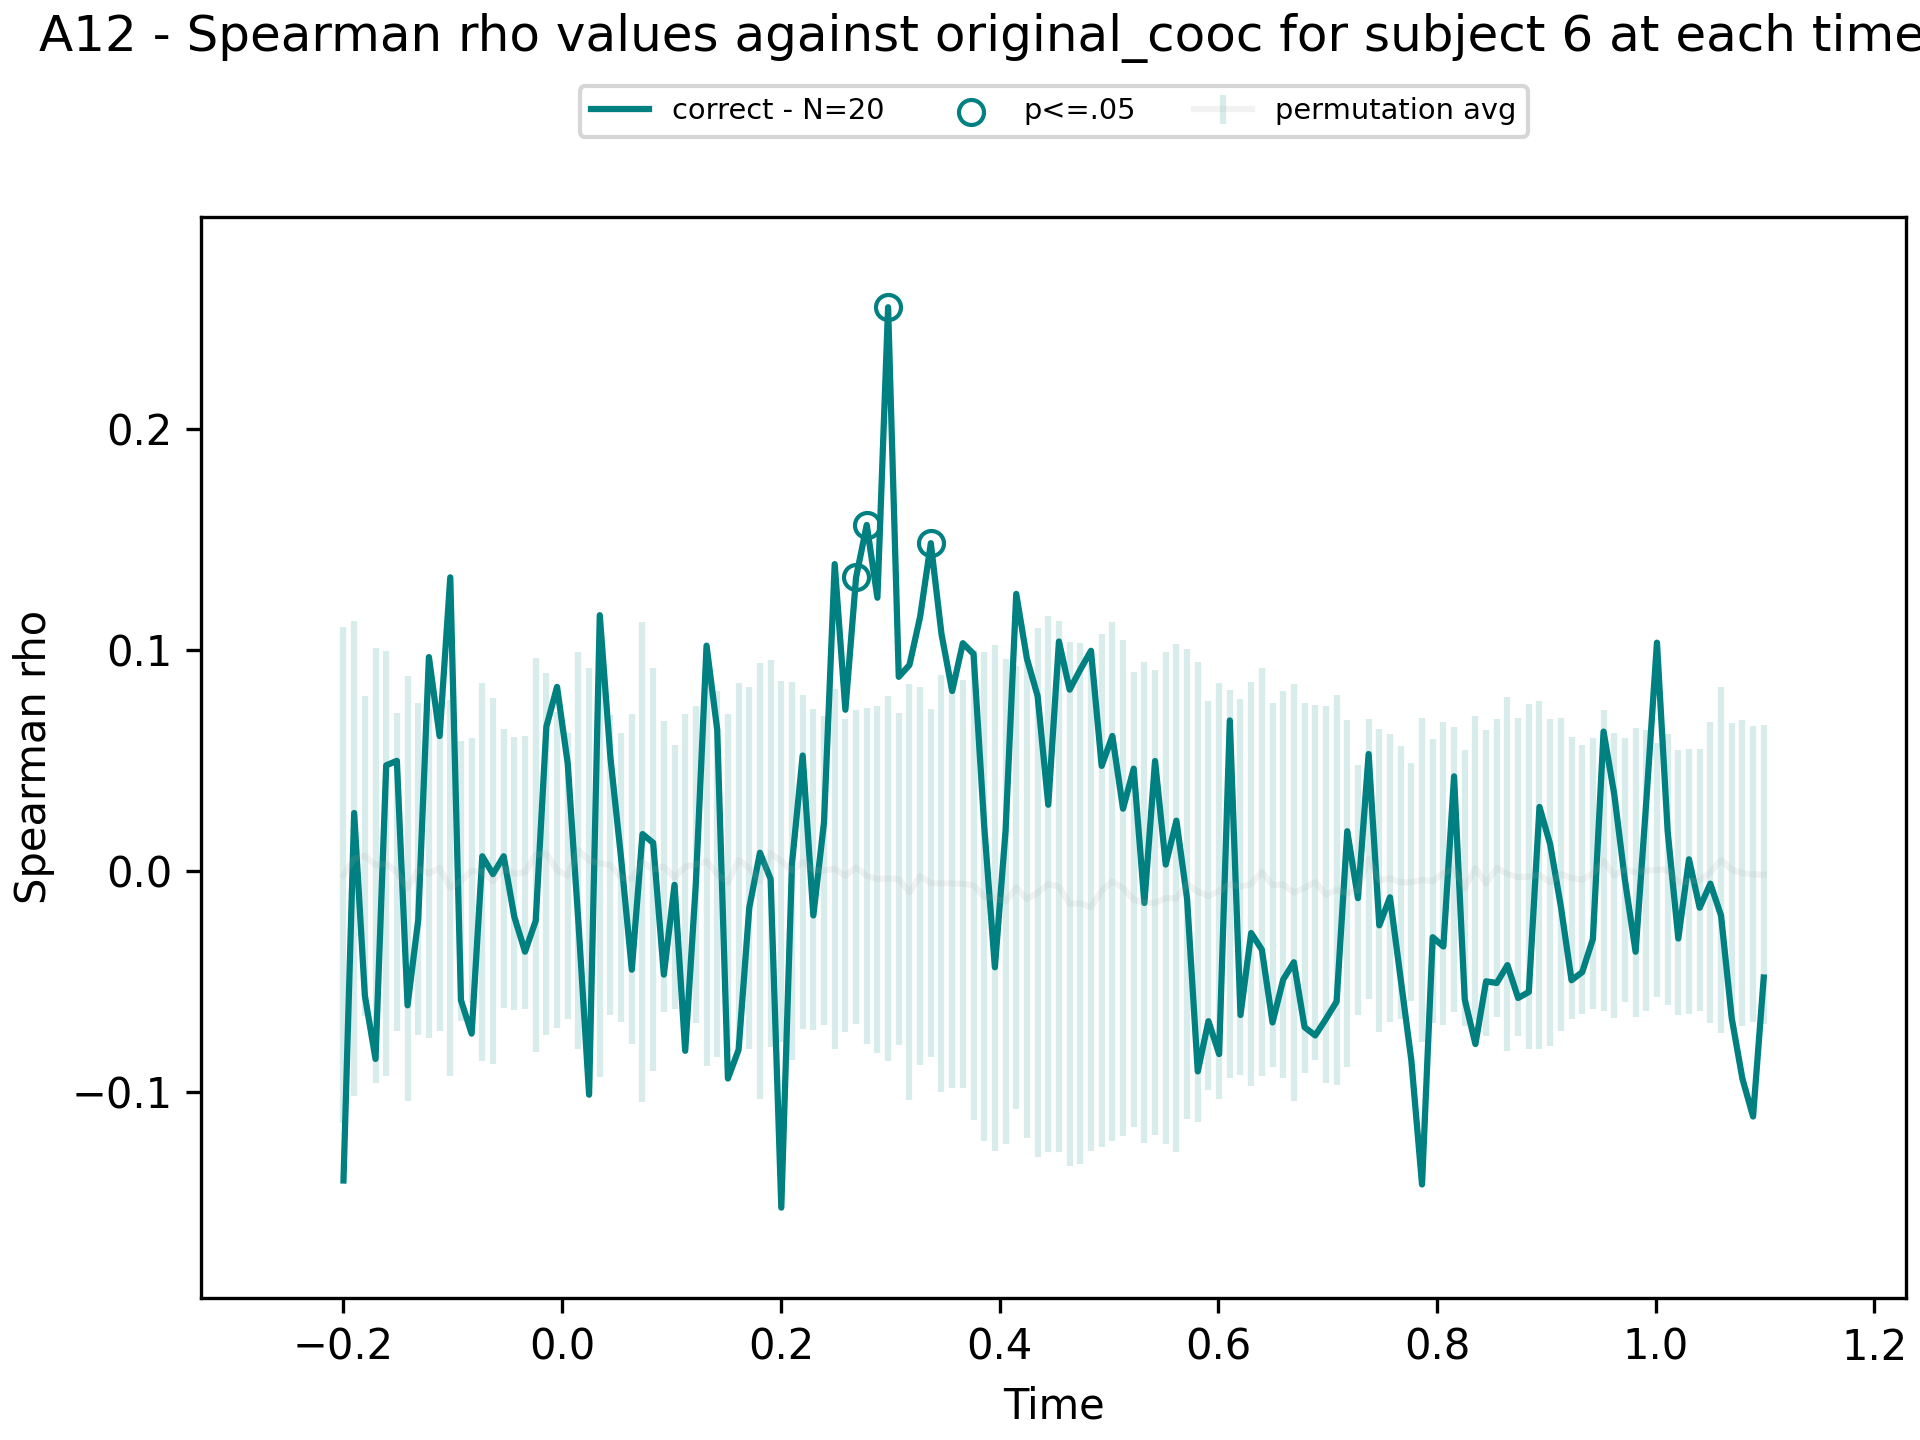 A12 - Spearman rho values against original_cooc for subject 6 at each time
correct - N=20 p<=.05 permutation avg
0.2
0.1
0.0
−0.1
Spearman rho
−0.2 0.0 0.2 0.4 0.6 0.8 1.0 1.2
Time